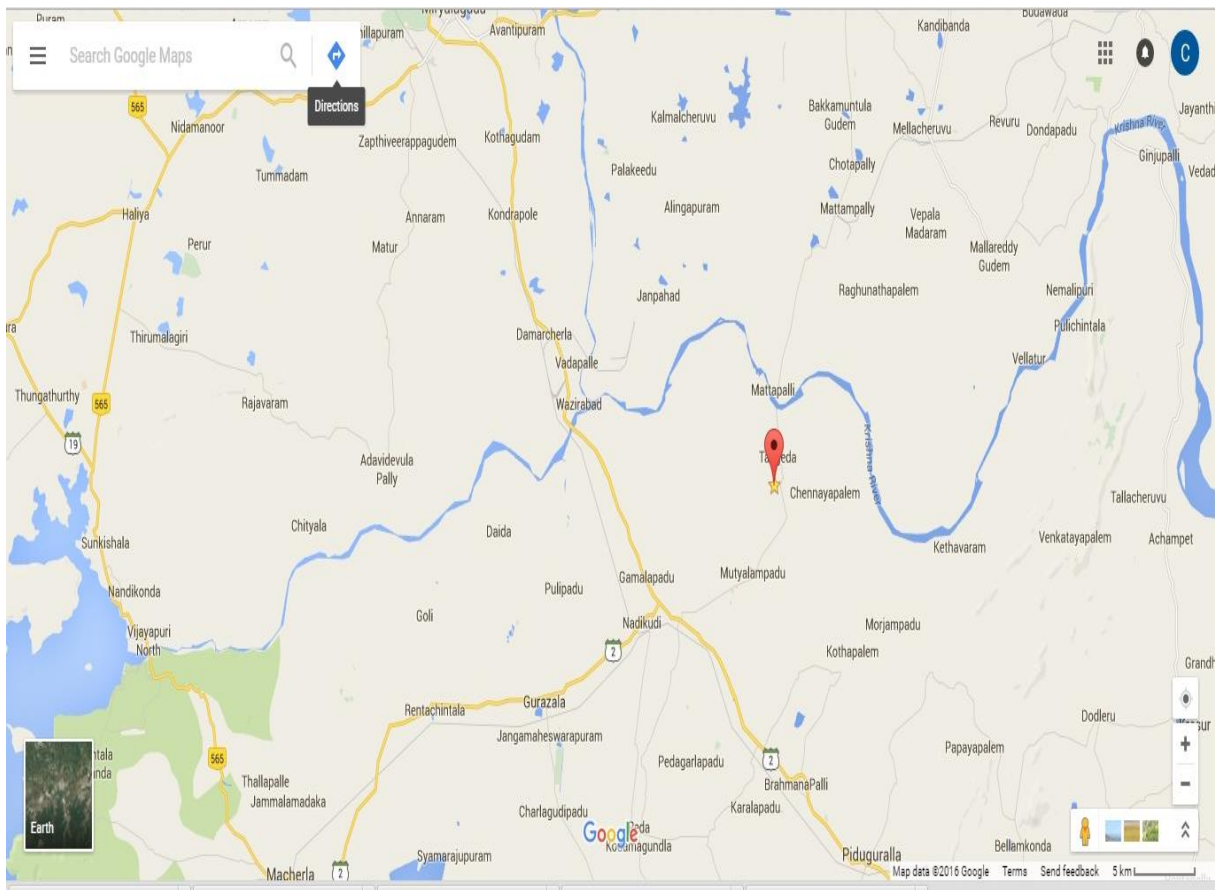 Puram
Search Google Maps
Directions
Avantipuram
Kandibanda
C
565
Nidamanoor
Zapthiveerappagudem
Kothagudam
Kalmalcheruvu
Bakkamuntula
Gudem
Mellacheruvu
Revuru
Dondapadu
Krishna River
Jayanthi
Ginjupalli
Tummadam
Palakeedu
Chotapally
Vedad
Haliya
Annaram
Kondrapole
Alingapuram
Mattampally
Vepala
Madaram
Perur
Matur
Mallareddy
Gudem
Janpahad
Raghunathapalem
Nemalipuri
Thirumalagiri
Damarcherla
Pulichintala
Vadapalle
Vellatur
Thungathurthy
565
Rajavaram
Wazirabad
Mattapalli
19
Krishna River
Adavidevula
Pally
Chennayapalem
Tallacheruvu
Chityala
Daida
Sunkishala
Kethavaram
Venkatayapalem
Achampet
Nandikonda
Pulipadu
Gamalapadu
Mutyalampadu
Goli
Nadikudi
Morjampadu
Vijayapuri
North
2
Kothapalem
Grandh
Rentachintala
Gurazala
Dodleru
Jangamaheswarapuram
565
Pedagarlapadu
2
Papayapalem
Thallapalle
Jammalamadaka
BrahmanaPalli
Charlagudipadu
Karalapadu
Earth
Google
Syamarajupuram
Piduguralla
Bellamkonda
Macherla
2
Map data ©2016 Google Terms Send feedback 5 km